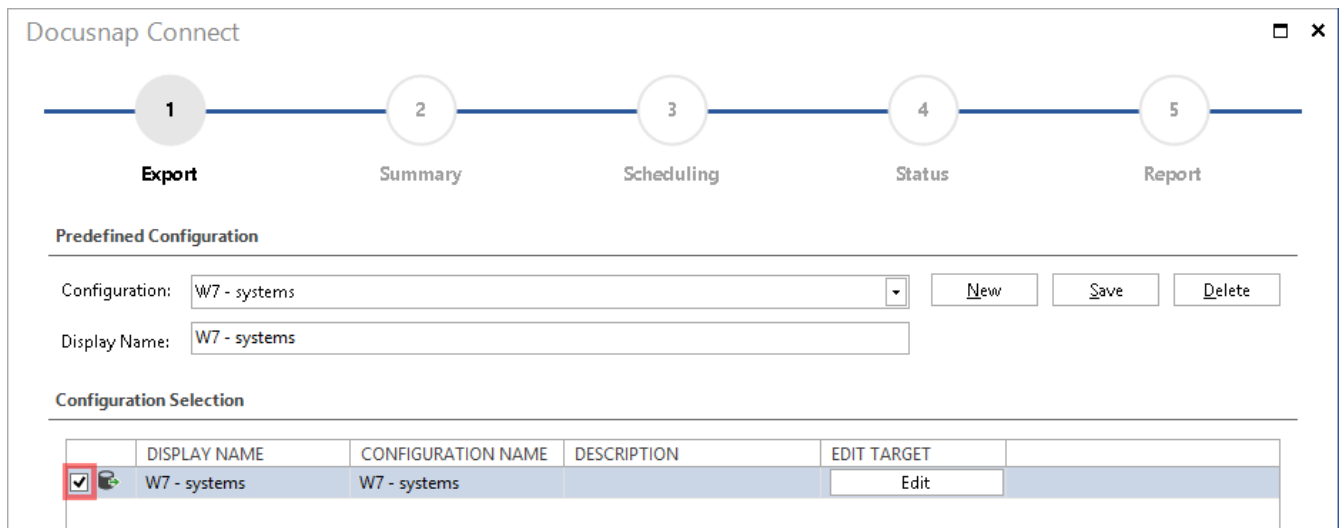 Docusnap Connect
1 2 3 4 5
Export Summary Scheduling Status Report
Predefined Configuration
Configuration: W7 - systems New Save Delete
Display Name: W7 - systems
Configuration Selection
DISPLAY NAME CONFIGURATION NAME DESCRIPTION EDIT TARGET
W7 - systems W7 - systems Edit